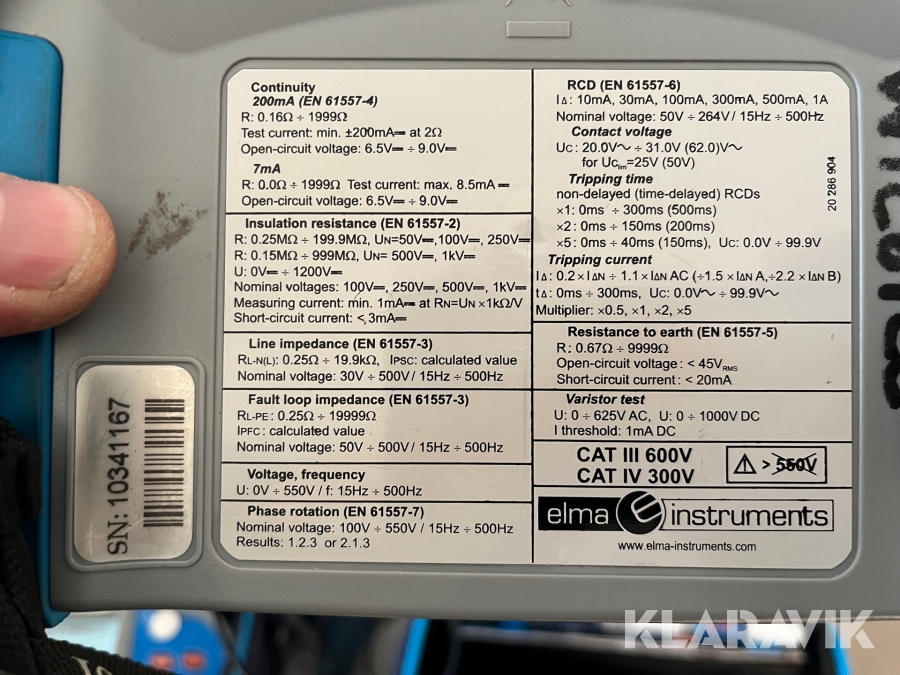 Continuity
200mA (EN 61557-4)
R: 0.16Ω ÷ 1999Ω
Test current: min. ±200mA⎓ at 2Ω
Open-circuit voltage: 6.5V⎓ ÷ 9.0V⎓
7mA
R: 0.0Ω ÷ 1999Ω Test current: max. 8.5mA⎓
Open-circuit voltage: 6.5V⎓ ÷ 9.0V⎓
Insulation resistance (EN 61557-2)
R: 0.25MΩ ÷ 199.9MΩ, UN=50V⎓,100V⎓, 250V⎓
R: 0.15MΩ ÷ 999MΩ, UN= 500V⎓, 1kV⎓
U: 0V⎓ ÷ 1200V⎓
Nominal voltages: 100V⎓, 250V⎓, 500V⎓, 1kV⎓
Measuring current: min. 1mA⎓ at RN=UN×1kΩ/V
Short-circuit current: < 3mA⎓
Line impedance (EN 61557-3)
RL-N(L): 0.25Ω ÷ 19.9kΩ, IPSC: calculated value
Nominal voltage: 30V ÷ 500V / 15Hz ÷ 500Hz
Fault loop impedance (EN 61557-3)
RL-PE: 0.25Ω ÷ 19999Ω
IPFC: calculated value
Nominal voltage: 50V ÷ 500V / 15Hz ÷ 500Hz
Voltage, frequency
U: 0V ÷ 550V / f: 15Hz ÷ 500Hz
Phase rotation (EN 61557-7)
Nominal voltage: 100V ÷ 550V / 15Hz ÷ 500Hz
Results: 1.2.3 or 2.1.3
RCD (EN 61557-6)
IΔ: 10mA, 30mA, 100mA, 300mA, 500mA, 1A
Nominal voltage: 50V ÷ 264V / 15Hz ÷ 500Hz
Contact voltage
UC: 20.0V~ ÷ 31.0V (62.0)V~
for UClim=25V (50V)
Tripping time
non-delayed (time-delayed) RCDs
×1: 0ms ÷ 300ms (500ms)
×2: 0ms ÷ 150ms (200ms)
×5: 0ms ÷ 40ms (150ms), UC: 0.0V ÷ 99.9V
Tripping current
IΔ: 0.2×IΔN ÷ 1.1×IΔN AC (÷1.5 ×IΔN A,÷2.2 ×IΔN B)
tΔ: 0ms ÷ 300ms, UC: 0.0V~ ÷ 99.9V~
Multiplier: ×0.5, ×1, ×2, ×5
Resistance to earth (EN 61557-5)
R: 0.67Ω ÷ 9999Ω
Open-circuit voltage: < 45VRMS
Short-circuit current: < 20mA
Varistor test
U: 0 ÷ 625V AC, U: 0 ÷ 1000V DC
I threshold: 1mA DC
CAT III 600V
CAT IV 300V
> 550V
elma instruments
www.elma-instruments.com
20 286 904
SN: 10341167
KLARAVIK